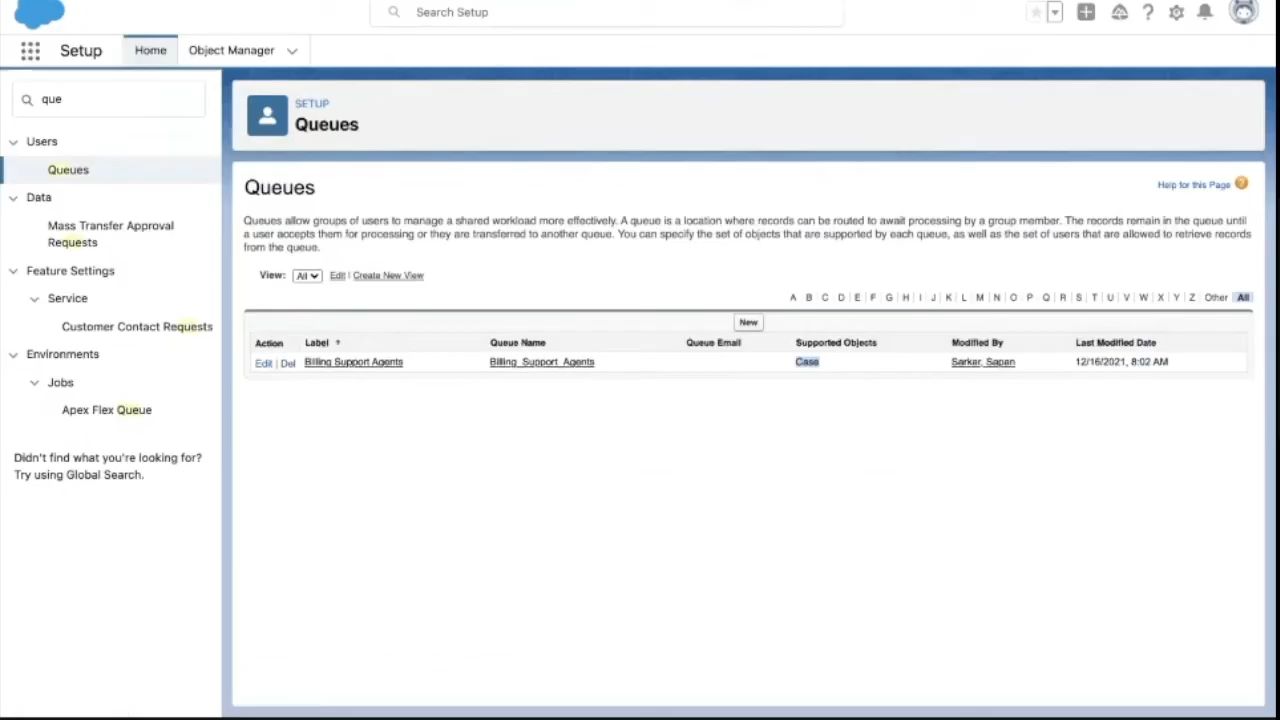 Search Setup
Setup
Home
Object Manager
que
Users
Queues
Data
Mass Transfer Approval
Requests
Feature Settings
Service
Customer Contact Requests
Environments
Jobs
Apex Flex Queue
Didn't find what you're looking for?
Try using Global Search.
SETUP
Queues
Queues
Help for this Page ?
Queues allow groups of users to manage a shared workload more effectively. A queue is a location where records can be routed to await processing by a group member. The records remain in the queue until
a user accepts them for processing or they are transferred to another queue. You can specify the set of objects that are supported by each queue, as well as the set of users that are allowed to retrieve records
from the queue.
View: All Edit | Create New View
A B C D E F G H I J K L M N O P Q R S T U V W X Y Z Other All
New
Action Label Queue Name Queue Email Supported Objects Modified By Last Modified Date
Edit | Del Billing Support Agents Billing_Support_Agents Case Sarker, Sapan 12/16/2021, 8:02 AM